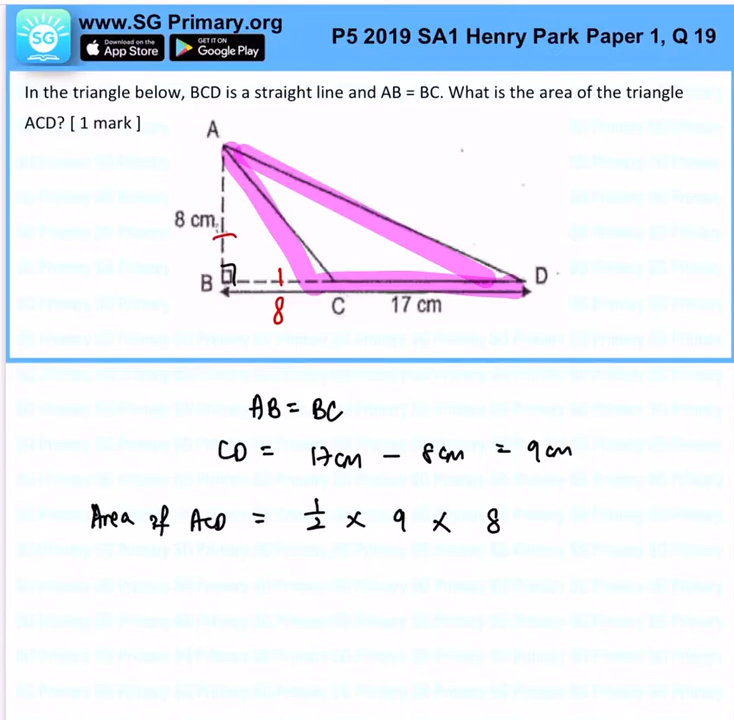 www.SG Primary.org
SG
Download on the
App Store
GET IT ON
Google Play
P5 2019 SA1 Henry Park Paper 1, Q 19
In the triangle below, BCD is a straight line and AB = BC. What is the area of the triangle
ACD? [ 1 mark ]
A
8 cm
B
8
C
17 cm
D
AB = BC
CD = 17cm - 8cm = 9cm
Area of ACD = 1/2 × 9 × 8